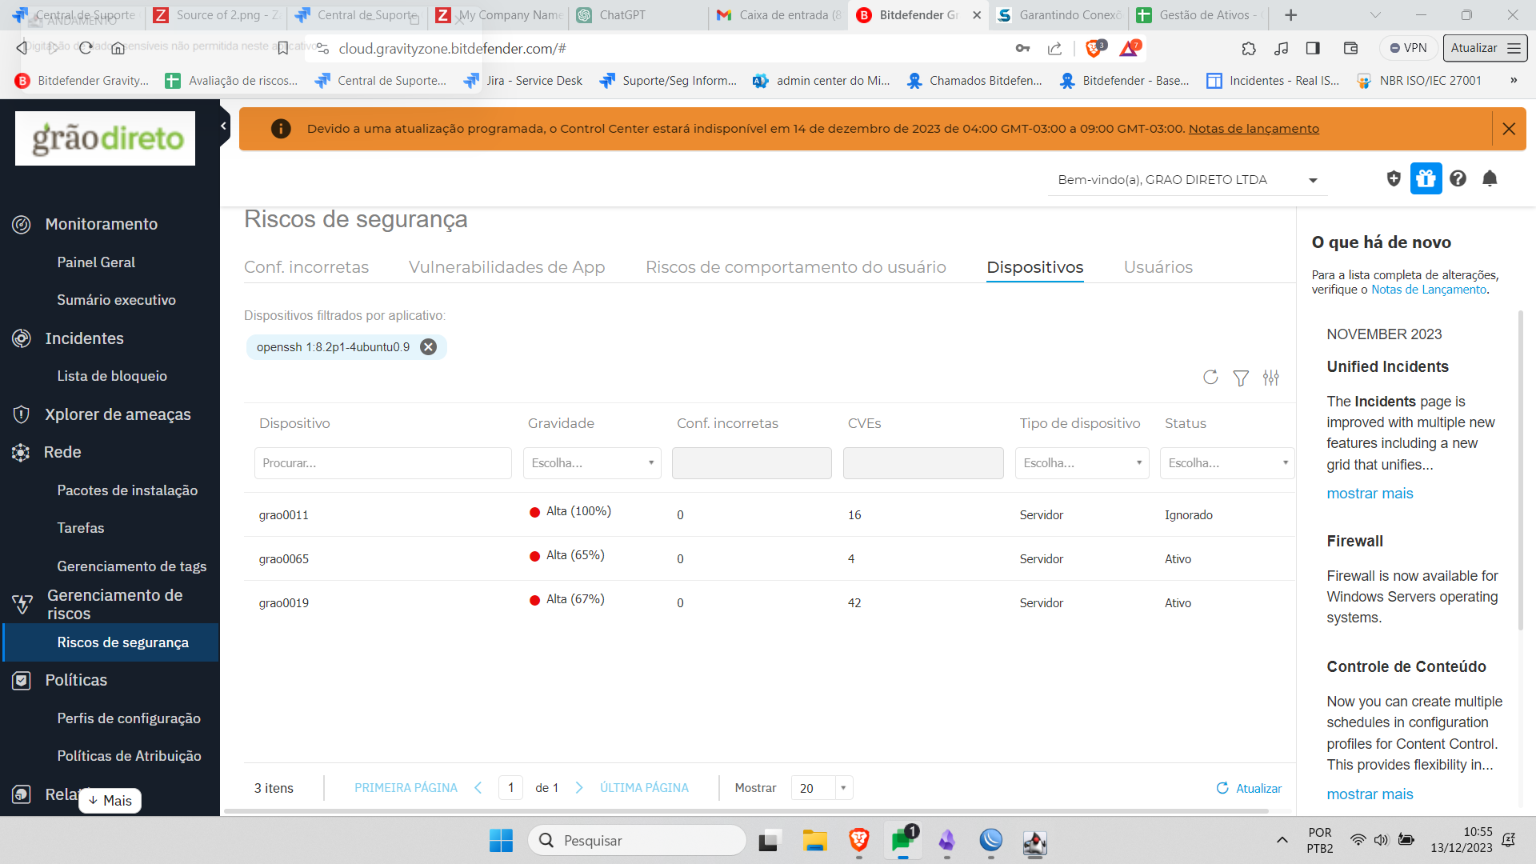 Central de Suporte
Source of 2.png - Z
Central de Suporte
My Company Name
ChatGPT
Caixa de entrada (8
Bitdefender G
Garantindo Conexõ
Gestão de Ativos -
ANDAMENTO
cloud.gravityzone.bitdefender.com/#
3
7
VPN
Atualizar
Bitdefender Gravity...
Avaliação de riscos...
Central de Suporte...
Jira - Service Desk
Suporte/Seg Inform...
admin center do Mi...
Chamados Bitdefen...
Bitdefender - Base...
Incidentes - Real IS...
NBR ISO/IEC 27001
»
grãodireto
Devido a uma atualização programada, o Control Center estará indisponível em 14 de dezembro de 2023 de 04:00 GMT-03:00 a 09:00 GMT-03:00. Notas de lançamento
Bem-vindo(a), GRAO DIRETO LTDA
Monitoramento
Painel Geral
Sumário executivo
Incidentes
Lista de bloqueio
Xplorer de ameaças
Rede
Pacotes de instalação
Tarefas
Gerenciamento de tags
Gerenciamento de
riscos
Riscos de segurança
Políticas
Perfis de configuração
Políticas de Atribuição
Relat
Mais
Riscos de segurança
Conf. incorretas
Vulnerabilidades de App
Riscos de comportamento do usuário
Dispositivos
Usuários
Dispositivos filtrados por aplicativo:
openssh 1:8.2p1-4ubuntu0.9
Dispositivo
Gravidade
Conf. incorretas
CVEs
Tipo de dispositivo
Status
Procurar...
Escolha...
Escolha...
Escolha...
grao0011
Alta (100%)
0
16
Servidor
Ignorado
grao0065
Alta (65%)
0
4
Servidor
Ativo
grao0019
Alta (67%)
0
42
Servidor
Ativo
3 itens
PRIMEIRA PÁGINA
1
de 1
ÚLTIMA PÁGINA
Mostrar
20
Atualizar
O que há de novo
Para a lista completa de alterações,
verifique o Notas de Lançamento.
NOVEMBER 2023
Unified Incidents
The Incidents page is
improved with multiple new
features including a new
grid that unifies...
mostrar mais
Firewall
Firewall is now available for
Windows Servers operating
systems.
Controle de Conteúdo
Now you can create multiple
schedules in configuration
profiles for Content Control.
This provides flexibility in...
mostrar mais
Pesquisar
1
POR
PTB2
10:55
13/12/2023